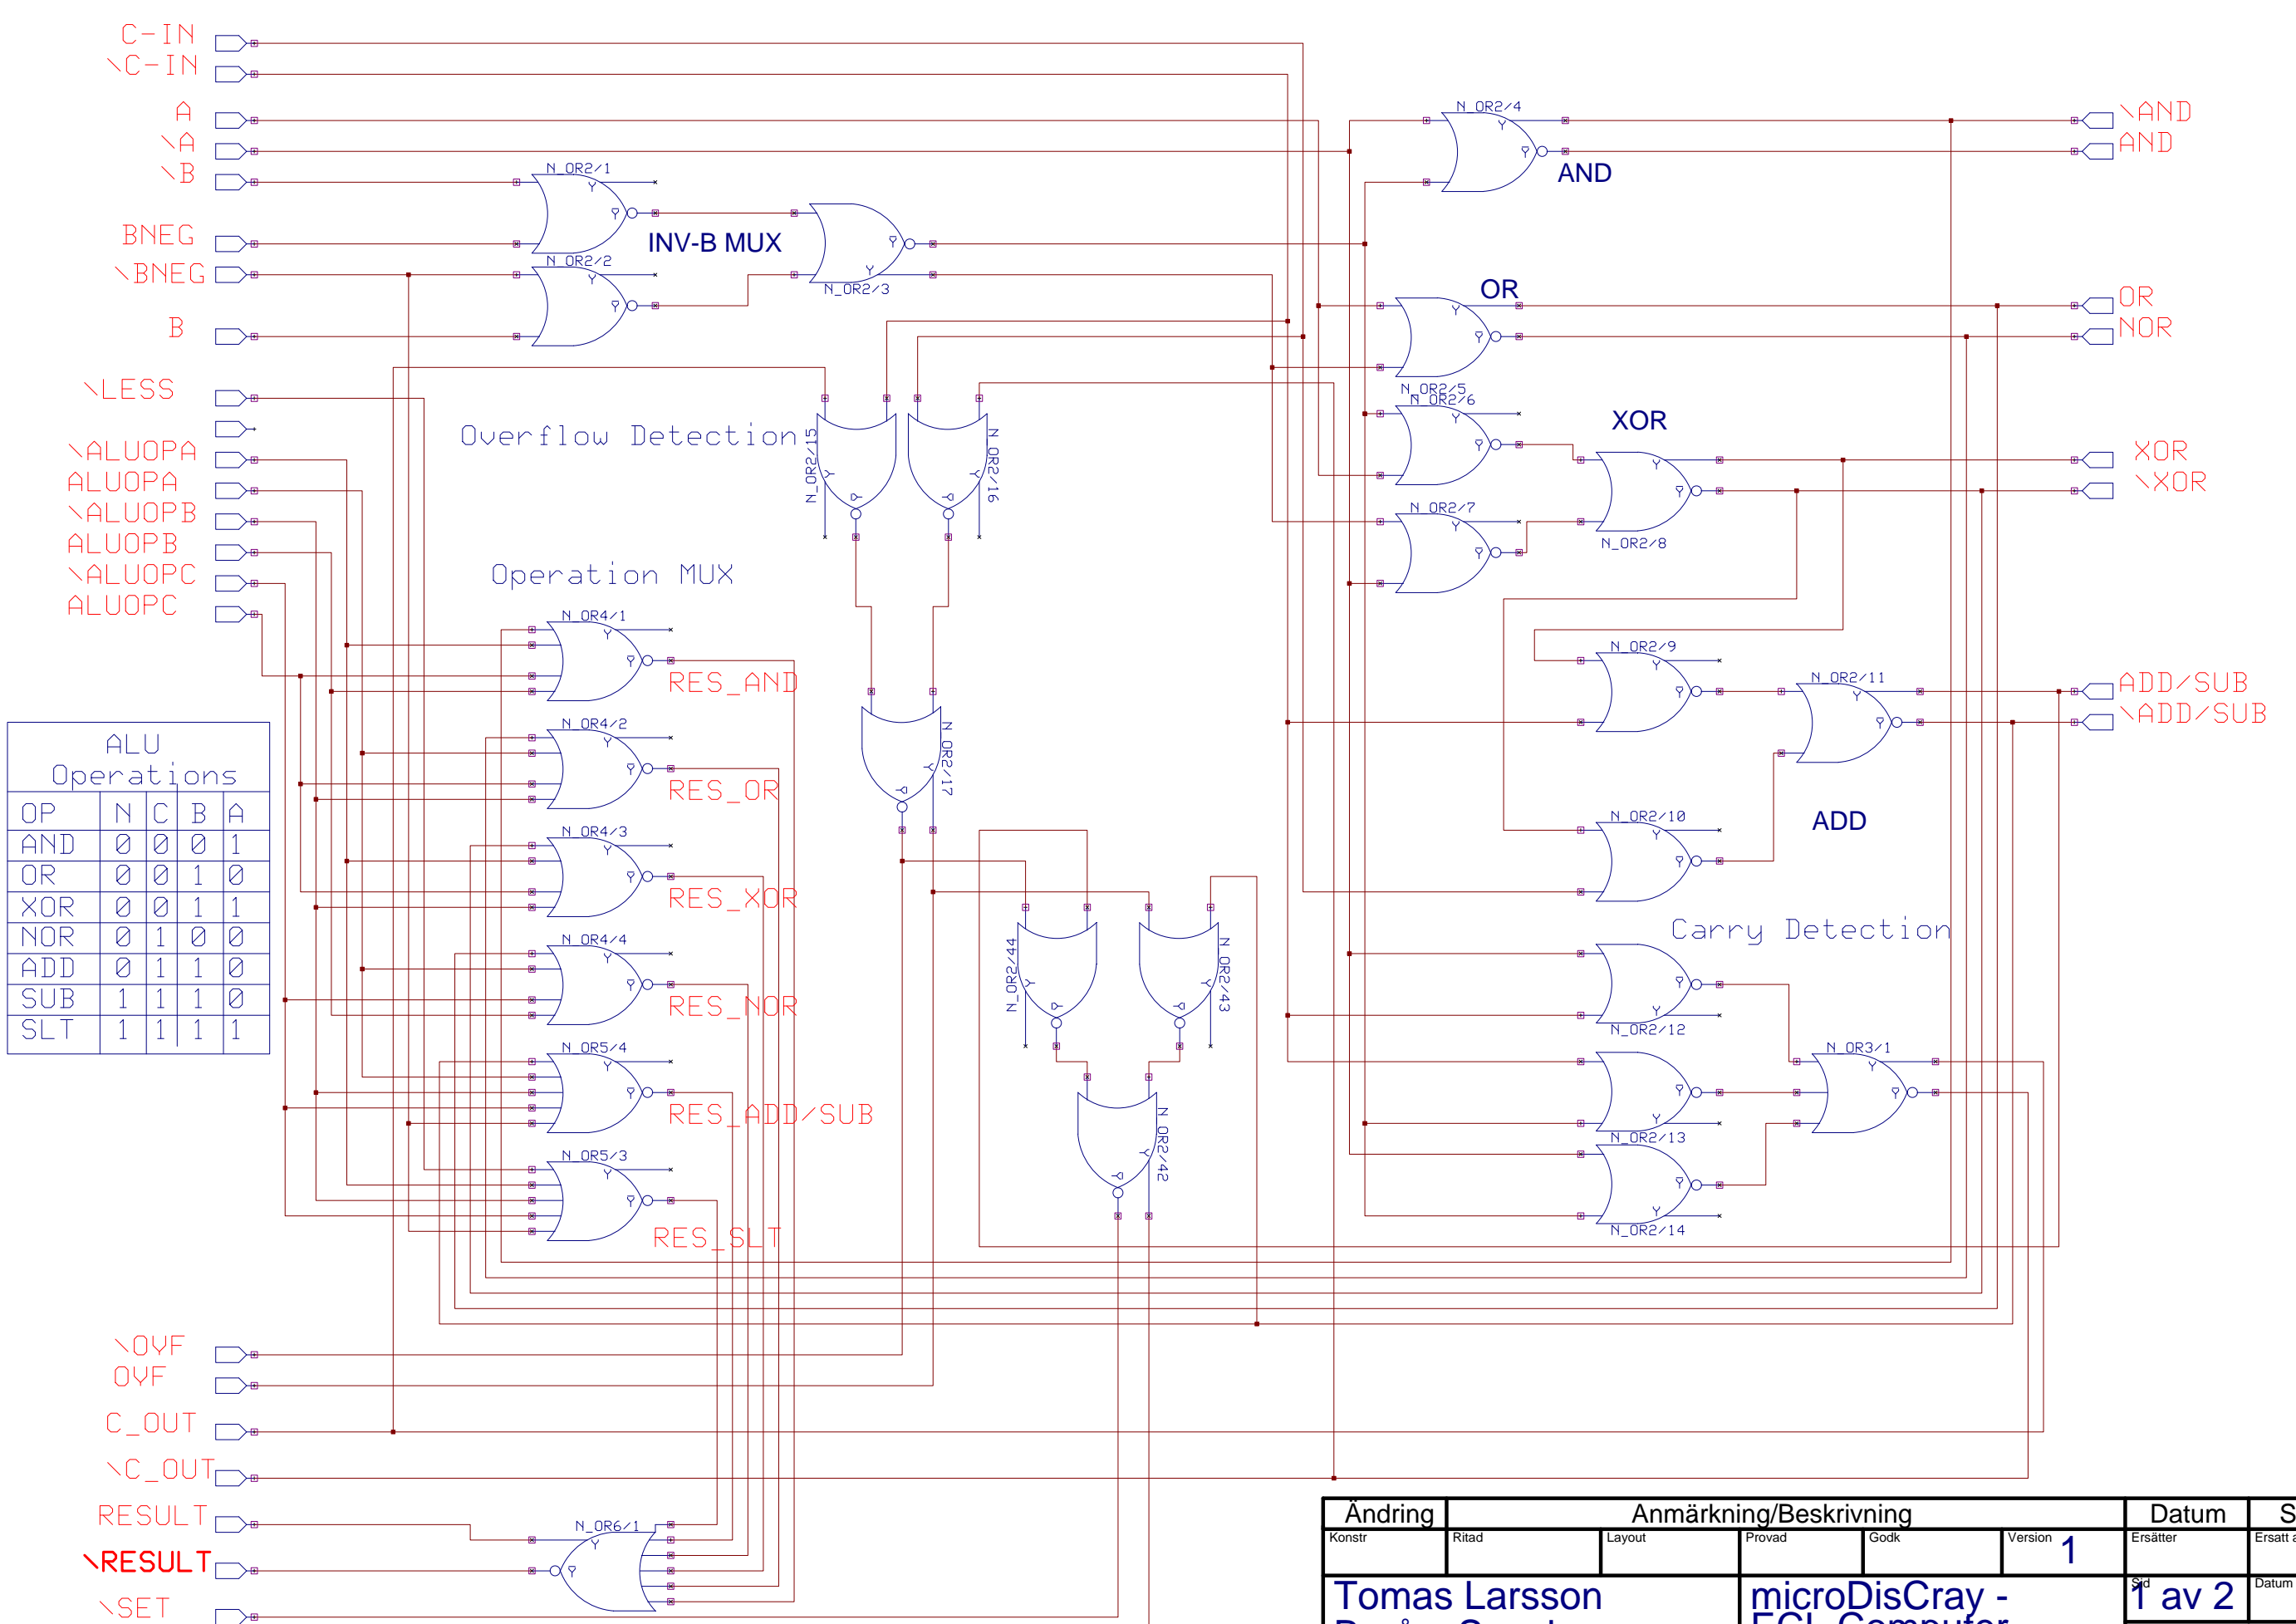 C-IN
\C-IN
A
\A
\B
BNEG
\BNEG
B
\LESS
\ALUOPA
ALUOPA
\ALUOPB
ALUOPB
\ALUOPC
ALUOPC
N_OR2/1
N_OR2/2
INV-B MUX
N_OR2/3
N_OR2/4
AND
\AND
AND
OR
OR
NOR
N_OR2/5
N_OR2/6
XOR
XOR
\XOR
N_OR2/7
N_OR2/8
Overflow Detection
N_OR2/15
N_OR2/16
Operation MUX
N_OR4/1
RES_AND
N_OR4/2
RES_OR
N_OR4/3
RES_XOR
N_OR4/4
RES_NOR
N_OR5/4
RES_ADD/SUB
N_OR5/3
RES_SLT
N_OR2/17
N_OR2/44
N_OR2/43
N_OR2/42
N_OR2/9
N_OR2/11
ADD/SUB
\ADD/SUB
N_OR2/10
ADD
Carry Detection
N_OR2/12
N_OR3/1
N_OR2/13
N_OR2/14
ALU
Operations
OP N C B A
AND 0 0 0 1
OR 0 0 1 0
XOR 0 0 1 1
NOR 0 1 0 0
ADD 0 1 1 0
SUB 1 1 1 0
SLT 1 1 1 1
\OVF
OVF
C_OUT
\C_OUT
RESULT
\RESULT
\SET
N_OR6/1
Ändring Anmärkning/Beskrivning Datum
Konstr Ritad Layout Provad Godk Version 1 Ersätter Ersatt
Tomas Larsson
microDisCray -
ECL Computer
Sid 1 av 2
Datum